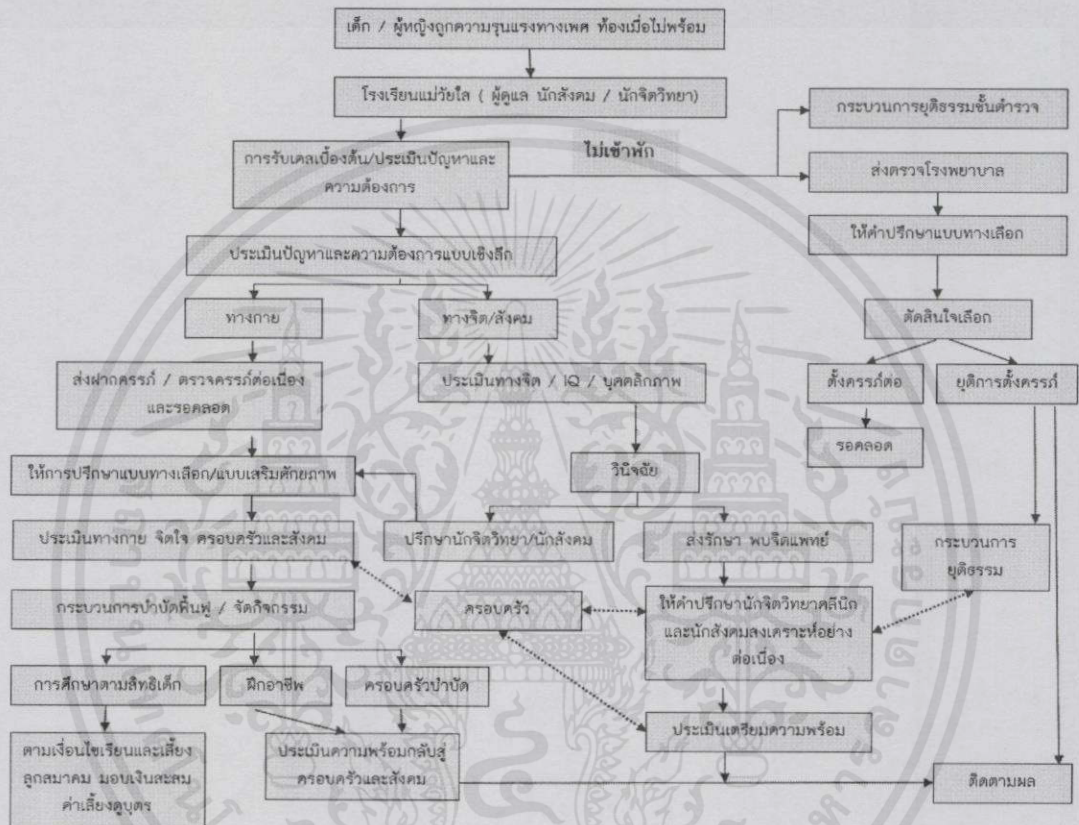 เด็ก / ผู้หญิงถูกความรุนแรงทางเพศ ท้องเมื่อไม่พร้อม
โรงเรียนแม่วัยใส ( ผู้ดูแล นักสังคม / นักจิตวิทยา)
กระบวนการยุติธรรมชั้นตำรวจ
การรับเคสเบื้องต้น/ประเมินปัญหาและ
ความต้องการ
ไม่เข้าพัก
ส่งตรวจโรงพยาบาล
ให้คำปรึกษาแบบทางเลือก
ประเมินปัญหาและความต้องการแบบเชิงลึก
ทางกาย
ทางจิต/สังคม
ตัดสินใจเลือก
ส่งฝากครรภ์ / ตรวจครรภ์ต่อเนื่อง
และรอคลอด
ประเมินทางจิต / IQ / บุคคลิกภาพ
ตั้งครรภ์ต่อ
ยุติการตั้งครรภ์
รอคลอด
ให้การปรึกษาแบบทางเลือก/แบบเสริมศักยภาพ
วินิจฉัย
ประเมินทางกาย จิตใจ ครอบครัวและสังคม
ปรึกษานักจิตวิทยา/นักสังคม
ส่งรักษา พบจิตแพทย์
กระบวนการ
ยุติธรรม
กระบวนการบำบัดฟื้นฟู / จัดกิจกรรม
ครอบครัว
ให้คำปรึกษานักจิตวิทยาคลีนิก
และนักสังคมสงเคราะห์อย่าง
ต่อเนื่อง
การศึกษาตามสิทธิเด็ก
ฝึกอาชีพ
ครอบครัวบำบัด
ประเมินเตรียมความพร้อม
ตามเงื่อนไขเรียนและเลี้ยง
ลูกสมาคม มอบเงินสะสม
ค่าเลี้ยงดูบุตร
ประเมินความพร้อมกลับสู่
ครอบครัวและสังคม
ติดตามผล